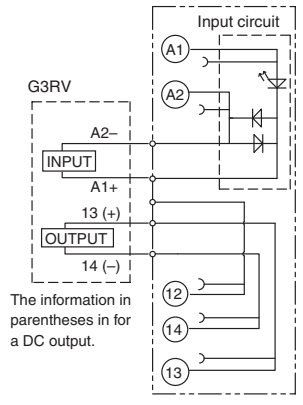 Input circuit
A1
G3RV
A2
A2–
INPUT
A1+
13 (+)
OUTPUT
14 (–)
The information in
parentheses in for
a DC output.
12
14
13